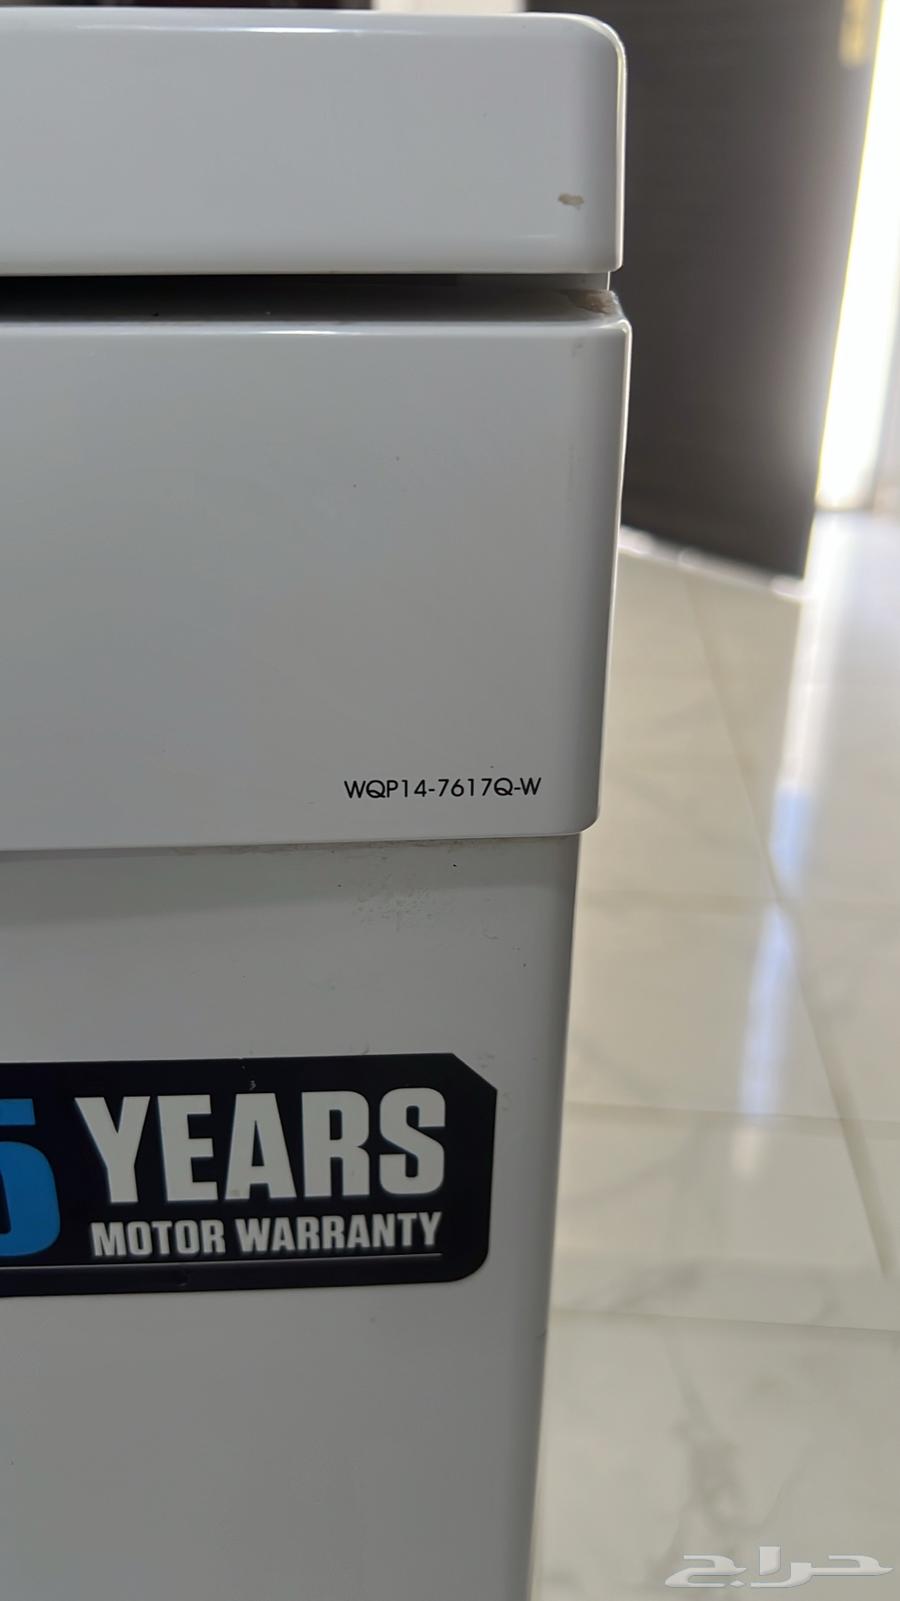 WQP14-7617Q-W
5 YEARS
MOTOR WARRANTY
حراج